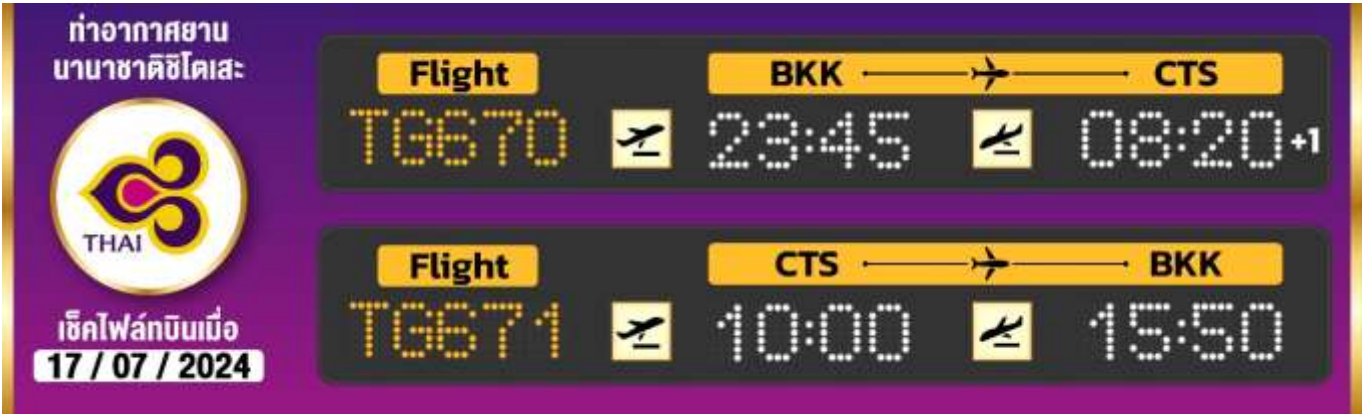 ท่าอากาศยาน
นานาชาติชิโตเสะ
THAI
เช็คไฟล์ทบินเมื่อ
17 / 07 / 2024
Flight BKK CTS
TG670 23:45 08:20 +1
Flight CTS BKK
TG671 10:00 15:50